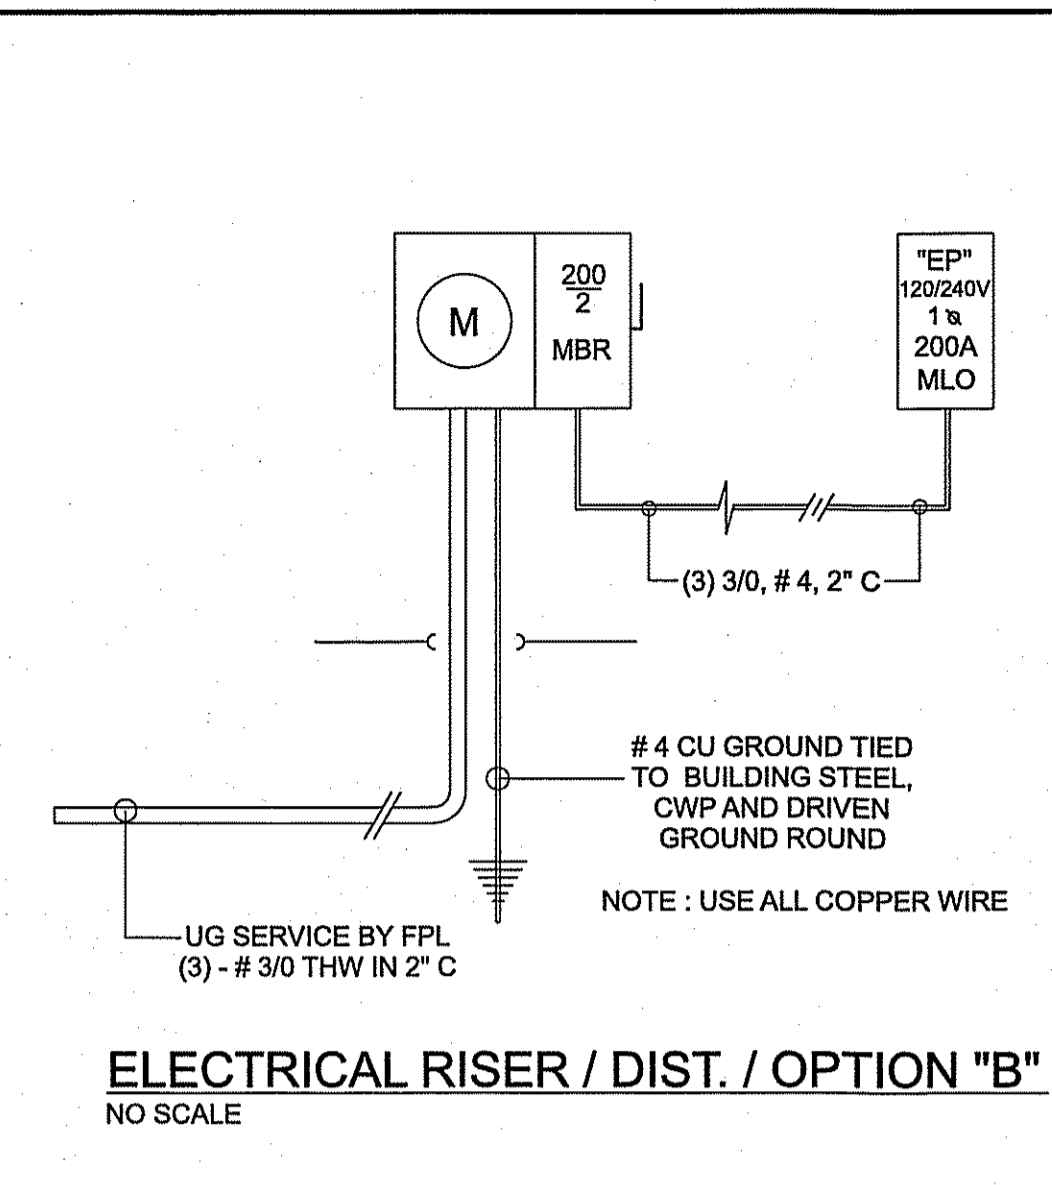 M
200
2
MBR
"EP"
120/240V
1 ⦰
200A
MLO
(3) 3/0, # 4, 2" C
# 4 CU GROUND TIED
TO BUILDING STEEL,
CWP AND DRIVEN
GROUND ROUND
NOTE : USE ALL COPPER WIRE
UG SERVICE BY FPL
(3) - # 3/0 THW IN 2" C
ELECTRICAL RISER / DIST. / OPTION "B"
NO SCALE